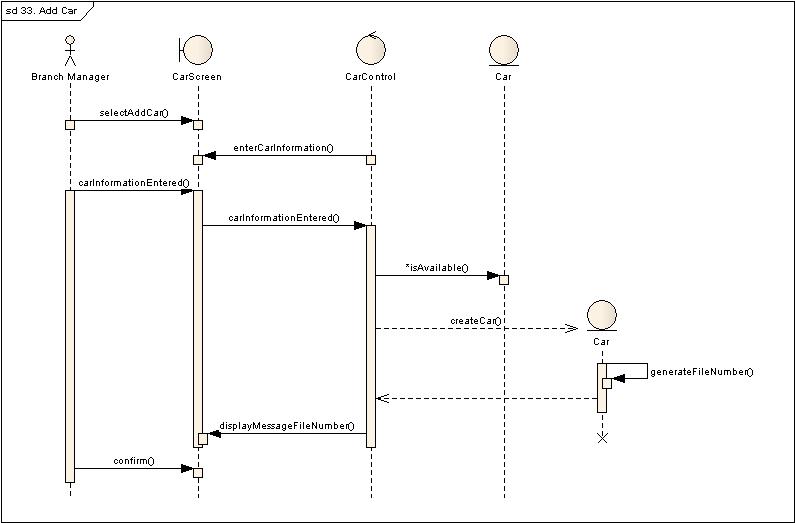 sd 33. Add Car
Branch Manager
CarScreen
CarControl
Car
selectAddCar()
enterCarInformation()
carInformationEntered()
carInformationEntered()
*isAvailable()
createCar()
Car
generateFileNumber()
displayMessageFileNumber()
confirm()